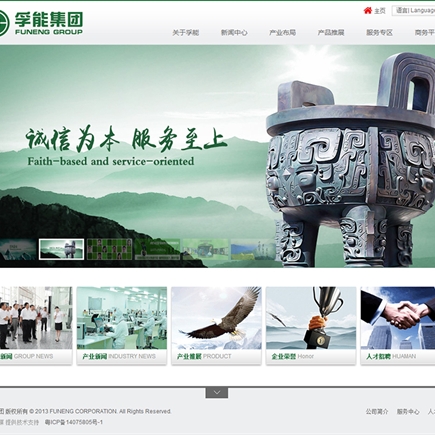 孚能集团
FUNENG GROUP
主页
语言| Language
关于孚能 新闻中心 产业布局 产品推展 服务专区 商务平
诚信为本 服务至上
Faith-based and service-oriented
新闻 GROUP NEWS
产业新闻 INDUSTRY NEWS
产业推展 PRODUCT
企业荣誉 Honor
人才招聘 HUAMAN
团 版权所有 © 2013 FUNENG CORPORATION. All Rights Reserved.
提供技术支持 粤ICP备14075805号-1
公司简介 服务中心 人